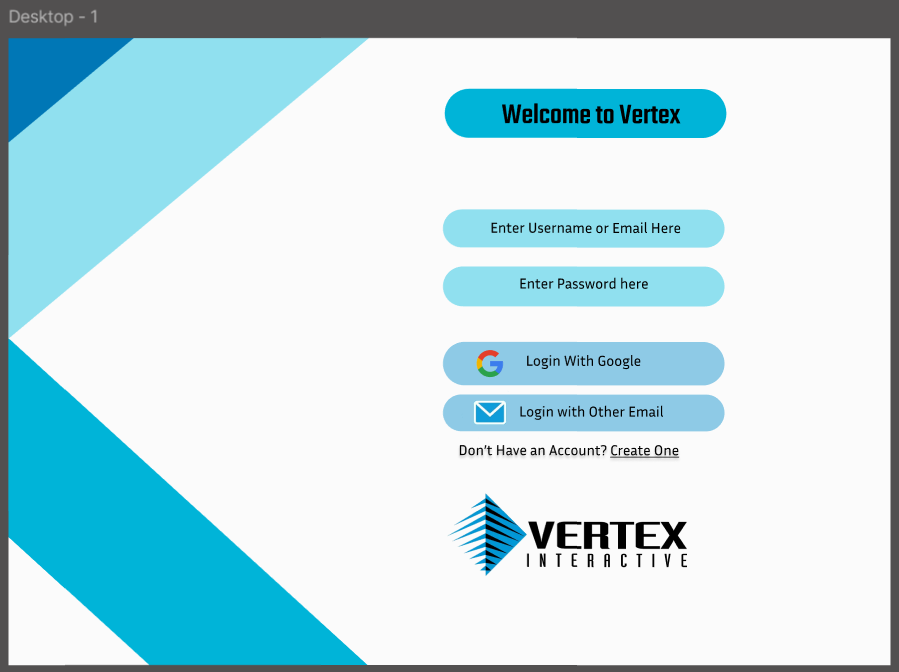 Desktop - 1
Welcome to Vertex
Enter Username or Email Here
Enter Password here
Login With Google
Login with Other Email
Don't Have an Account? Create One
VERTEX
INTERACTIVE